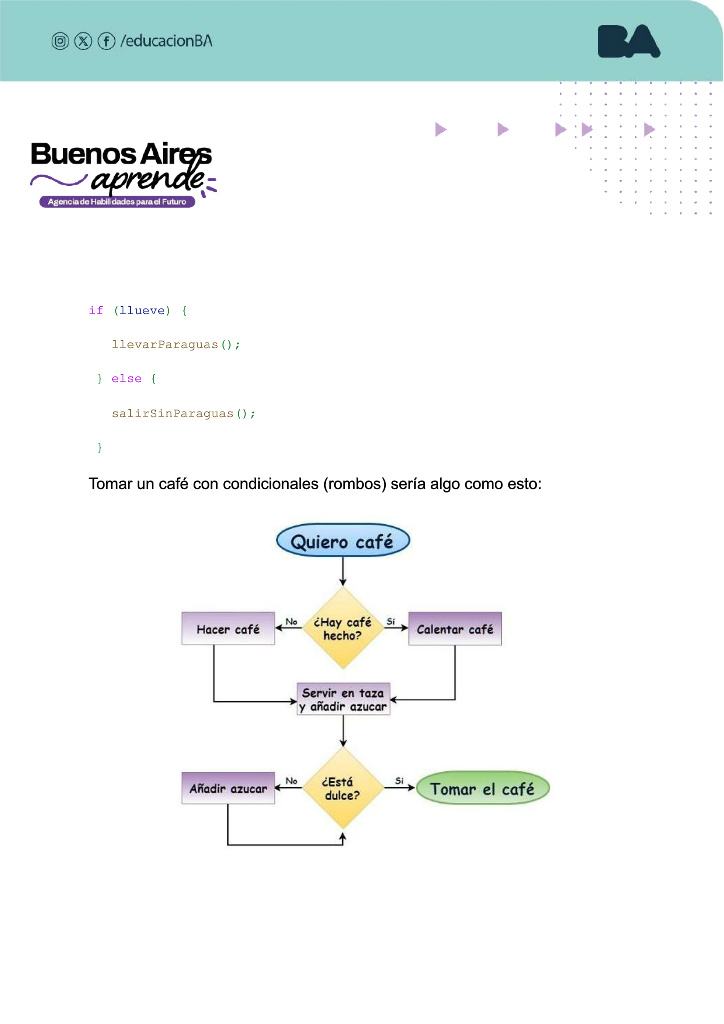 /educacionBA
BA
Buenos Aires
aprende
Agencia de Habilidades para el Futuro
if (llueve) {
llevarParaguas();
} else {
salirSinParaguas();
}
Tomar un café con condicionales (rombos) sería algo como esto:
Quiero café
¿Hay café
hecho?
No
Si
Hacer café
Calentar café
Servir en taza
y añadir azucar
¿Está
dulce?
No
Si
Añadir azucar
Tomar el café